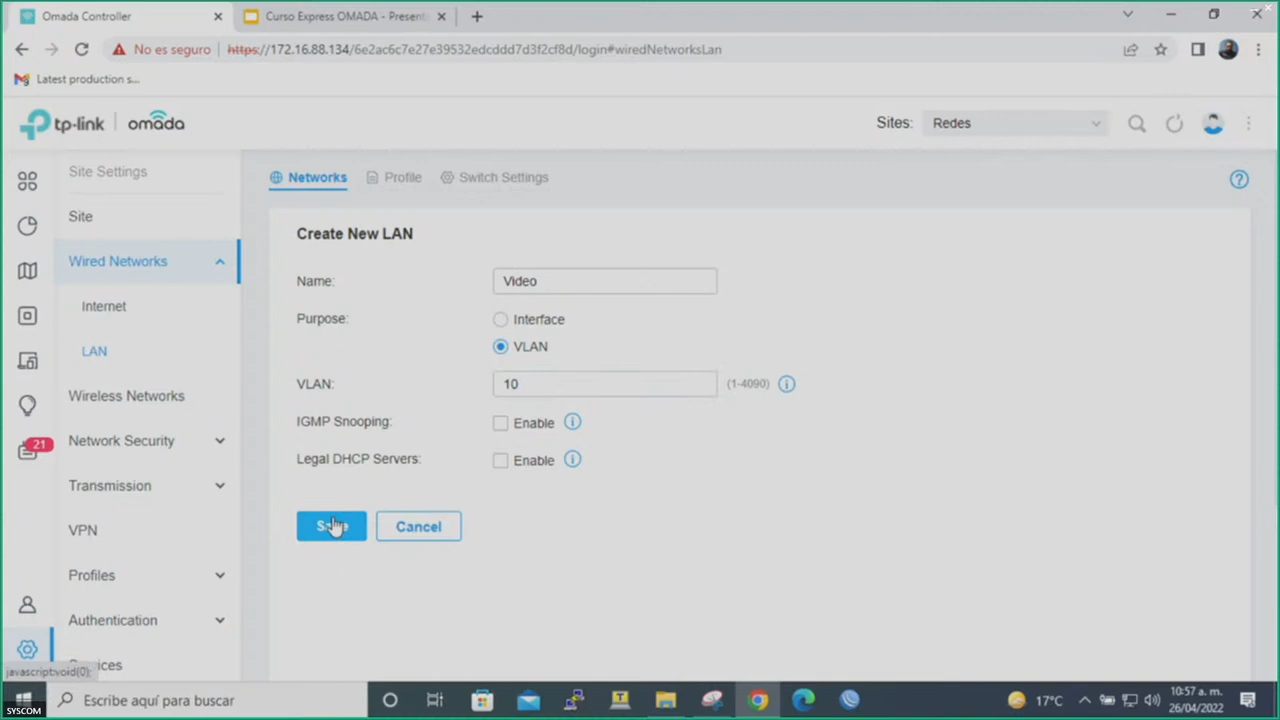 Omada Controller
Curso Express OMADA - Present
No es seguro
https://172.16.88.134/6e2ac6c7e27e39532edcddd7d3f2cf8d/login#wiredNetworksLan
Latest production s...
tp-link
omada
Sites:
Redes
Site Settings
Networks
Profile
Switch Settings
Site
Create New LAN
Wired Networks
Name:
Video
Internet
Purpose:
Interface
LAN
VLAN
VLAN:
10
(1-4090)
Wireless Networks
IGMP Snooping:
Enable
Network Security
21
Legal DHCP Servers:
Enable
Transmission
Cancel
VPN
Profiles
Authentication
javascript:void(0);
Escribe aquí para buscar
17°C
10:57 a. m.
26/04/2022
SYSCOM